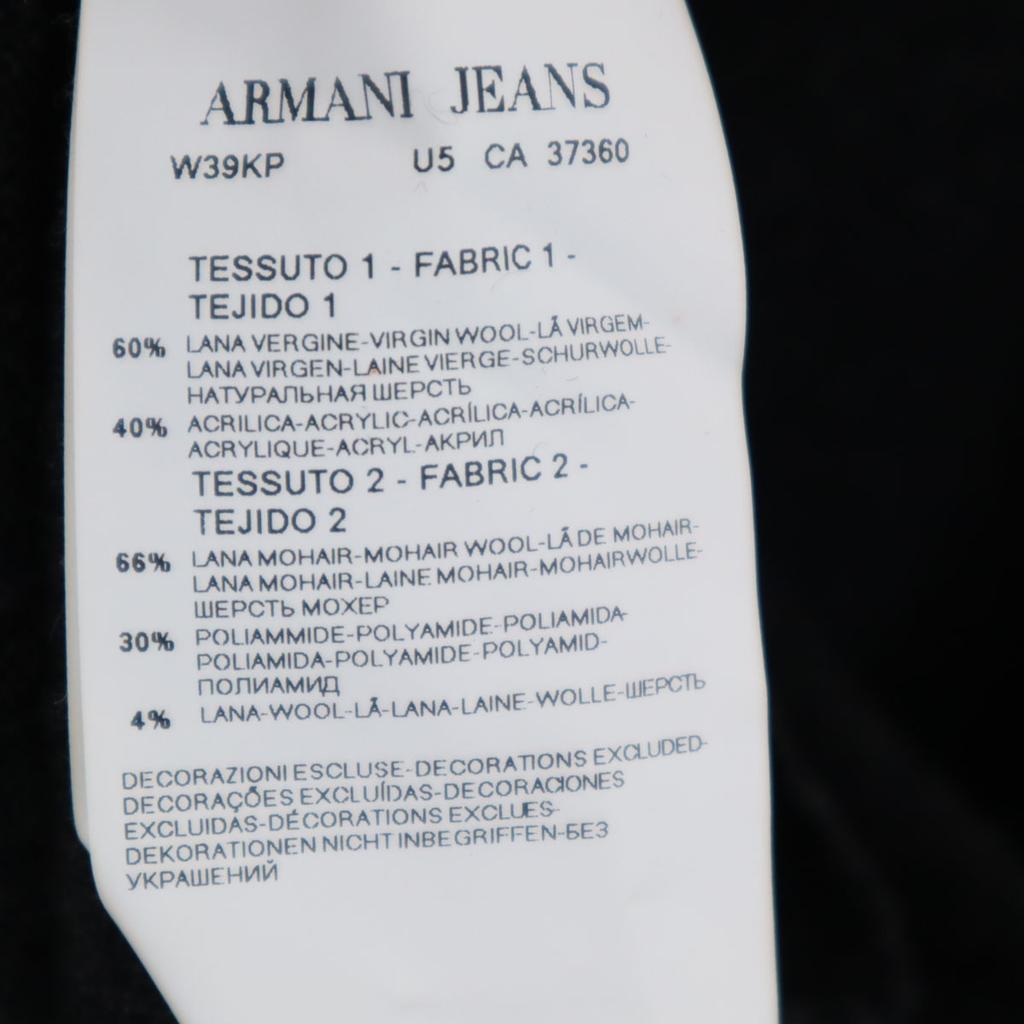 ARMANI JEANS
W39KP U5 CA 37360
TESSUTO 1 - FABRIC 1 -
TEJIDO 1
60% LANA VERGINE-VIRGIN WOOL-LÃ VIRGEM-
LANA VIRGEN-LAINE VIERGE-SCHURWOLLE-
НАТУРАЛЬНАЯ ШЕРСТЬ
40% ACRILICA-ACRYLIC-ACRÍLICA-ACRÍLICA-
ACRYLIQUE-ACRYL-АКРИЛ
TESSUTO 2 - FABRIC 2 -
TEJIDO 2
66% LANA MOHAIR-MOHAIR WOOL-LÃ DE MOHAIR-
LANA MOHAIR-LAINE MOHAIR-MOHAIRWOLLE-
ШЕРСТЬ МОХЕР
30% POLIAMMIDE-POLYAMIDE-POLIAMIDA-
POLIAMIDA-POLYAMIDE-POLYAMID-
ПОЛИАМИД
4% LANA-WOOL-LÃ-LANA-LAINE-WOLLE-ШЕРСТЬ
DECORAZIONI ESCLUSE-DECORATIONS EXCLUDED-
DECORAÇÕES EXCLUÍDAS-DECORACIONES
EXCLUIDAS-DÉCORATIONS EXCLUES-
DEKORATIONEN NICHT INBEGRIFFEN-БЕЗ
УКРАШЕНИЙ